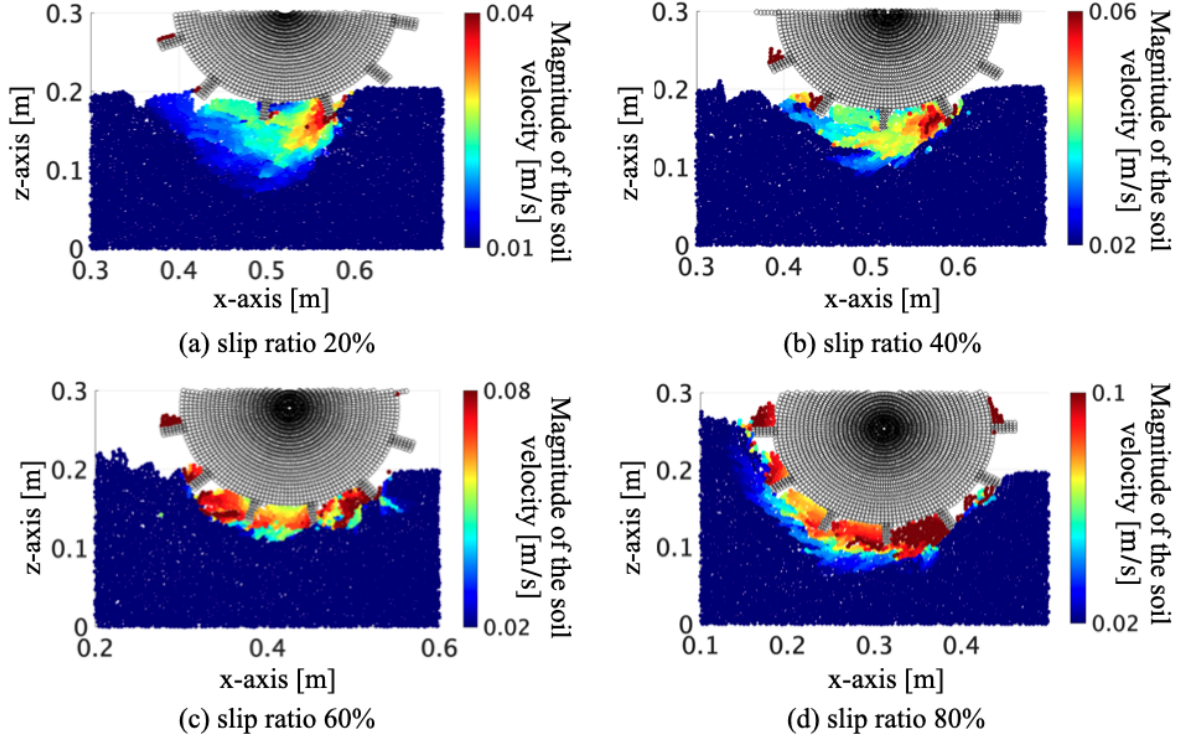 0.3
0.2
0.1
0
z-axis [m]
0.3 0.4 0.5 0.6
x-axis [m]
0.04
0.01
Magnitude of the soil
velocity [m/s]
(a) slip ratio 20%
0.3
0.2
0.1
0
z-axis [m]
0.3 0.4 0.5 0.6
x-axis [m]
0.06
0.02
Magnitude of the soil
velocity [m/s]
(b) slip ratio 40%
0.3
0.2
0.1
0
z-axis [m]
0.2 0.4 0.6
x-axis [m]
0.08
0.02
Magnitude of the soil
velocity [m/s]
(c) slip ratio 60%
0.3
0.2
0.1
0
z-axis [m]
0.1 0.2 0.3 0.4
x-axis [m]
0.1
0.02
Magnitude of the soil
velocity [m/s]
(d) slip ratio 80%